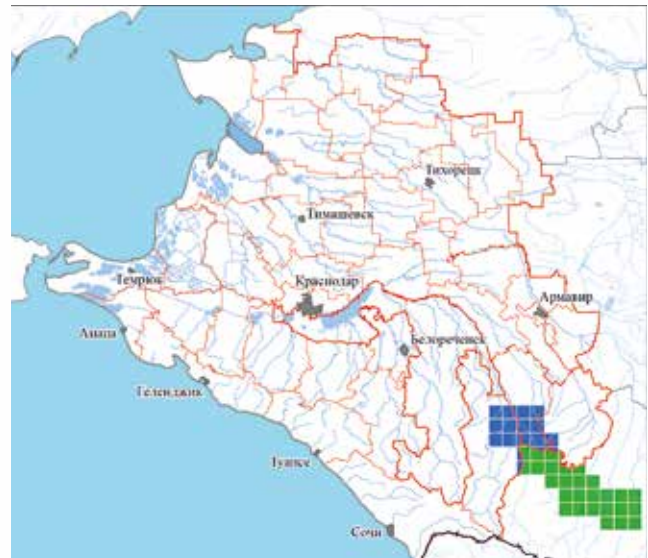 Тихорецк
Тимашевск
Темрюк
Краснодар
Армавир
Анапа
Белореченск
Геленджик
Туапсе
Сочи